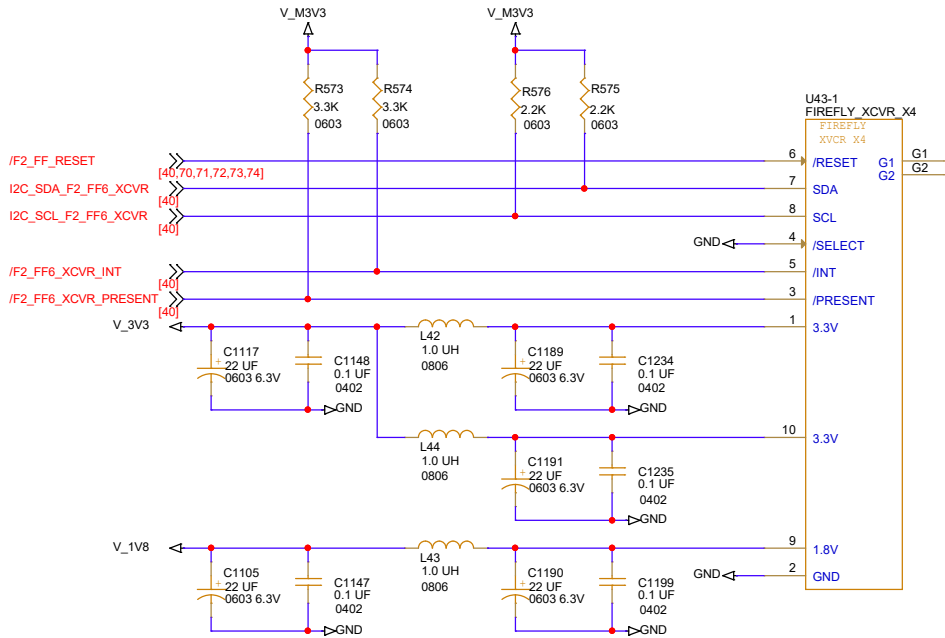 V_M3V3
V_M3V3
R573
3.3K
0603
R574
3.3K
0603
R576
2.2K
0603
R575
2.2K
0603
U43-1
FIREFLY_XCVR_X4
FIREFLY
XVCR X4
/F2_FF_RESET
[40,70,71,72,73,74]
6
/RESET
G1
G1
G2
G2
I2C_SDA_F2_FF6_XCVR
[40]
7
SDA
I2C_SCL_F2_FF6_XCVR
[40]
8
SCL
GND
4
/SELECT
/F2_FF6_XCVR_INT
[40]
5
/INT
/F2_FF6_XCVR_PRESENT
[40]
3
/PRESENT
V_3V3
1
3.3V
L42
1.0 UH
0806
C1117
+
22 UF
0603 6.3V
C1148
0.1 UF
0402
GND
C1189
+
22 UF
0603 6.3V
C1234
0.1 UF
0402
GND
10
3.3V
L44
1.0 UH
0806
C1191
+
22 UF
0603 6.3V
C1235
0.1 UF
0402
GND
V_1V8
9
1.8V
L43
1.0 UH
0806
GND
2
GND
C1105
+
22 UF
0603 6.3V
C1147
0.1 UF
0402
GND
C1190
+
22 UF
0603 6.3V
C1199
0.1 UF
0402
GND